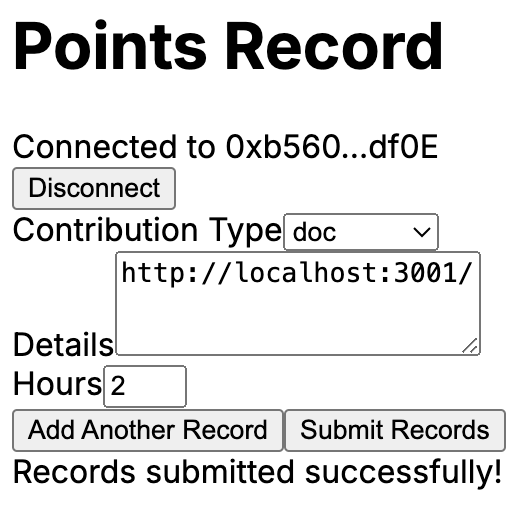 Points Record
Connected to 0xb560...df0E
Disconnect
Contribution Type doc
http://localhost:3001/
Details
Hours 2
Add Another Record Submit Records
Records submitted successfully!